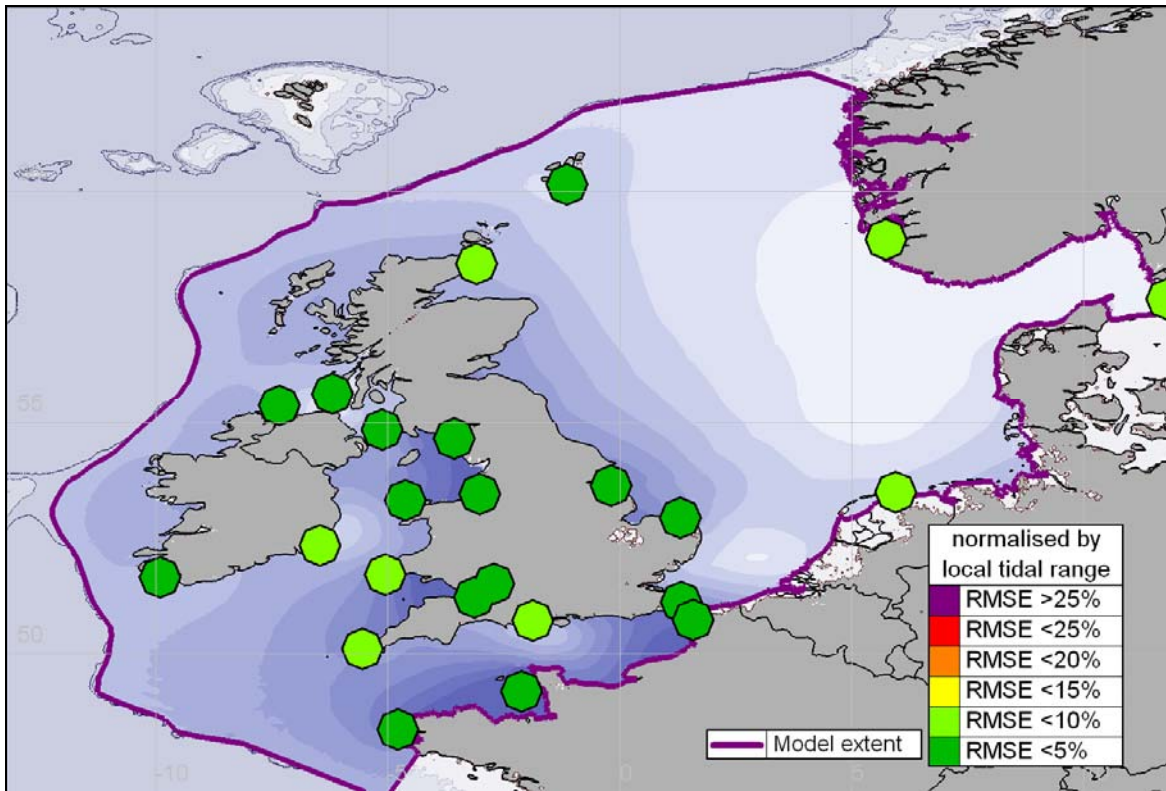 55
50
-10
-5
0
5
normalised by
local tidal range
RMSE >25%
RMSE <25%
RMSE <20%
RMSE <15%
RMSE <10%
RMSE <5%
Model extent